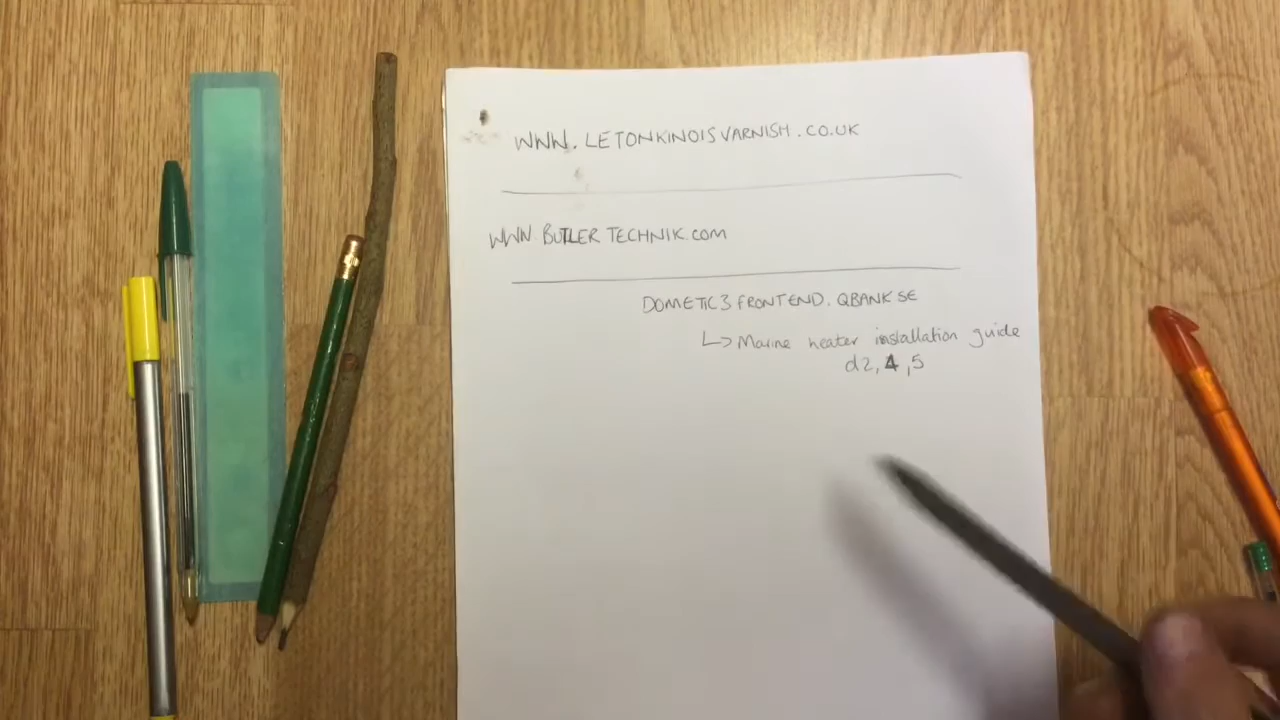 WWW. LETONKINOISVARNISH.CO.UK
WWW.BUTLER TECHNIK.COM
DOMETIC3 FRONTEND. QBANK SE
↳ Marine heater installation guide
d2,4,5